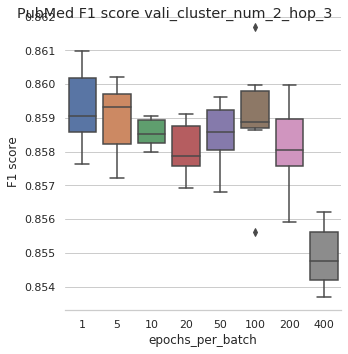 PubMed F1 score vali_cluster_num_2_hop_3
0.862
0.861
0.860
0.859
0.858
0.857
0.856
0.855
0.854
F1 score
1 5 10 20 50 100 200 400
epochs_per_batch